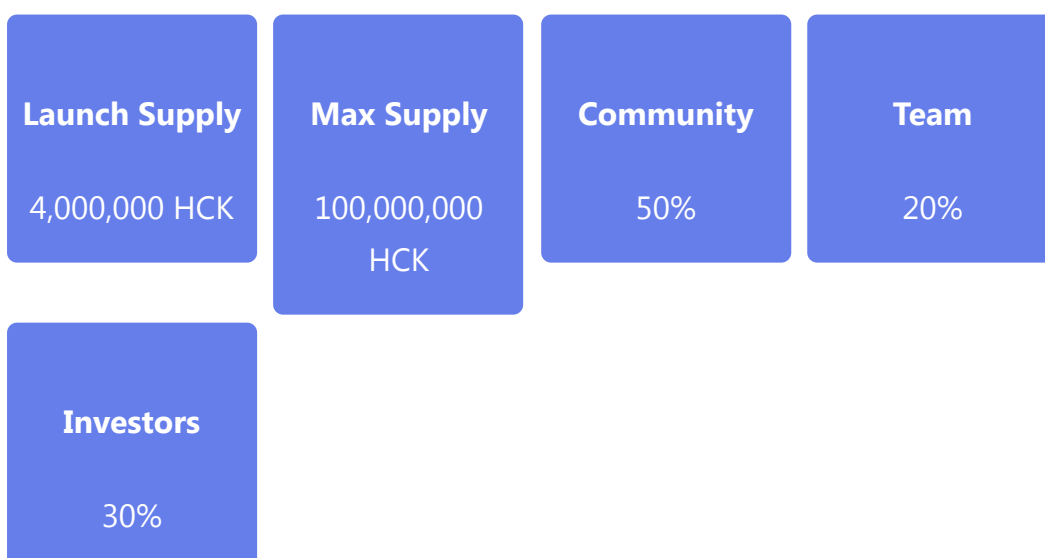 Launch Supply
4,000,000 HCK
Max Supply
100,000,000
HCK
Community
50%
Team
20%
Investors
30%